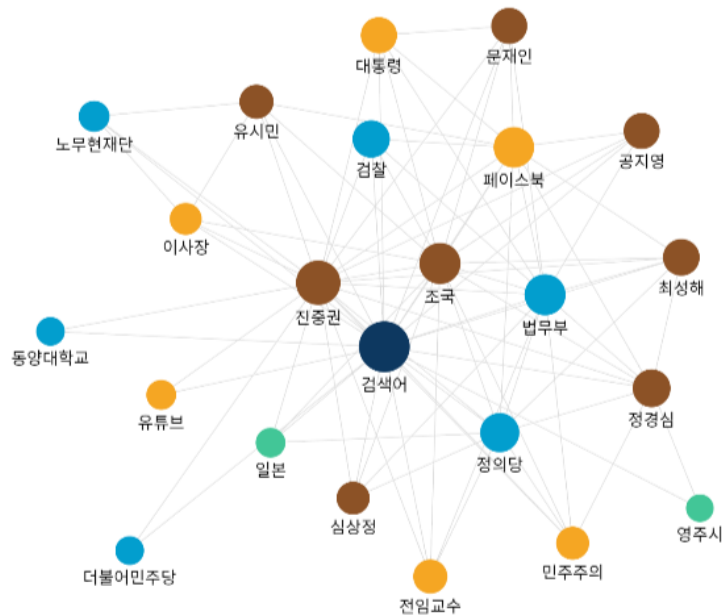 문재인
대통령
유시민
노무현재단
검찰
페이스북
공지영
이사장
조국
최성해
진중권
법무부
동양대학교
검색어
정경심
유튜브
일본
정의당
심상정
영주시
더불어민주당
민주주의
전임교수